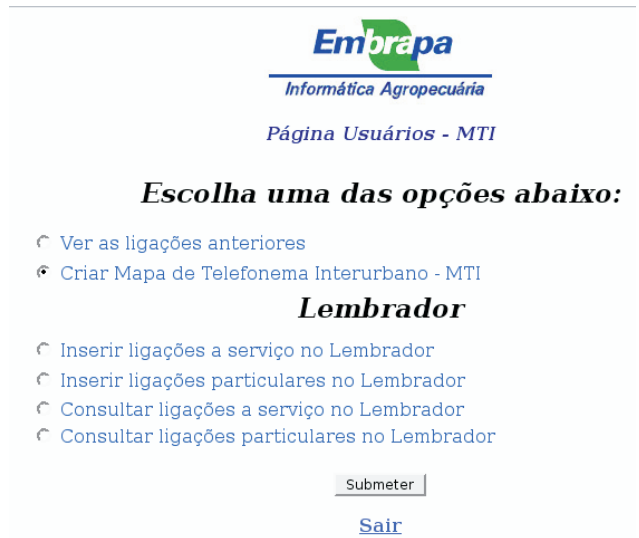 Embrapa
Informática Agropecuária
Página Usuários - MTI
Escolha uma das opções abaixo:
Ver as ligações anteriores
Criar Mapa de Telefonema Interurbano - MTI
Lembrador
Inserir ligações a serviço no Lembrador
Inserir ligações particulares no Lembrador
Consultar ligações a serviço no Lembrador
Consultar ligações particulares no Lembrador
Submeter
Sair